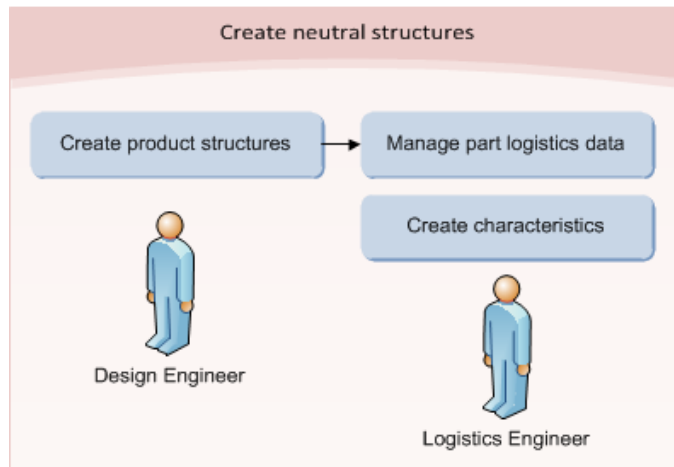 Create neutral structures
Create product structures
Manage part logistics data
Create characteristics
Design Engineer
Logistics Engineer